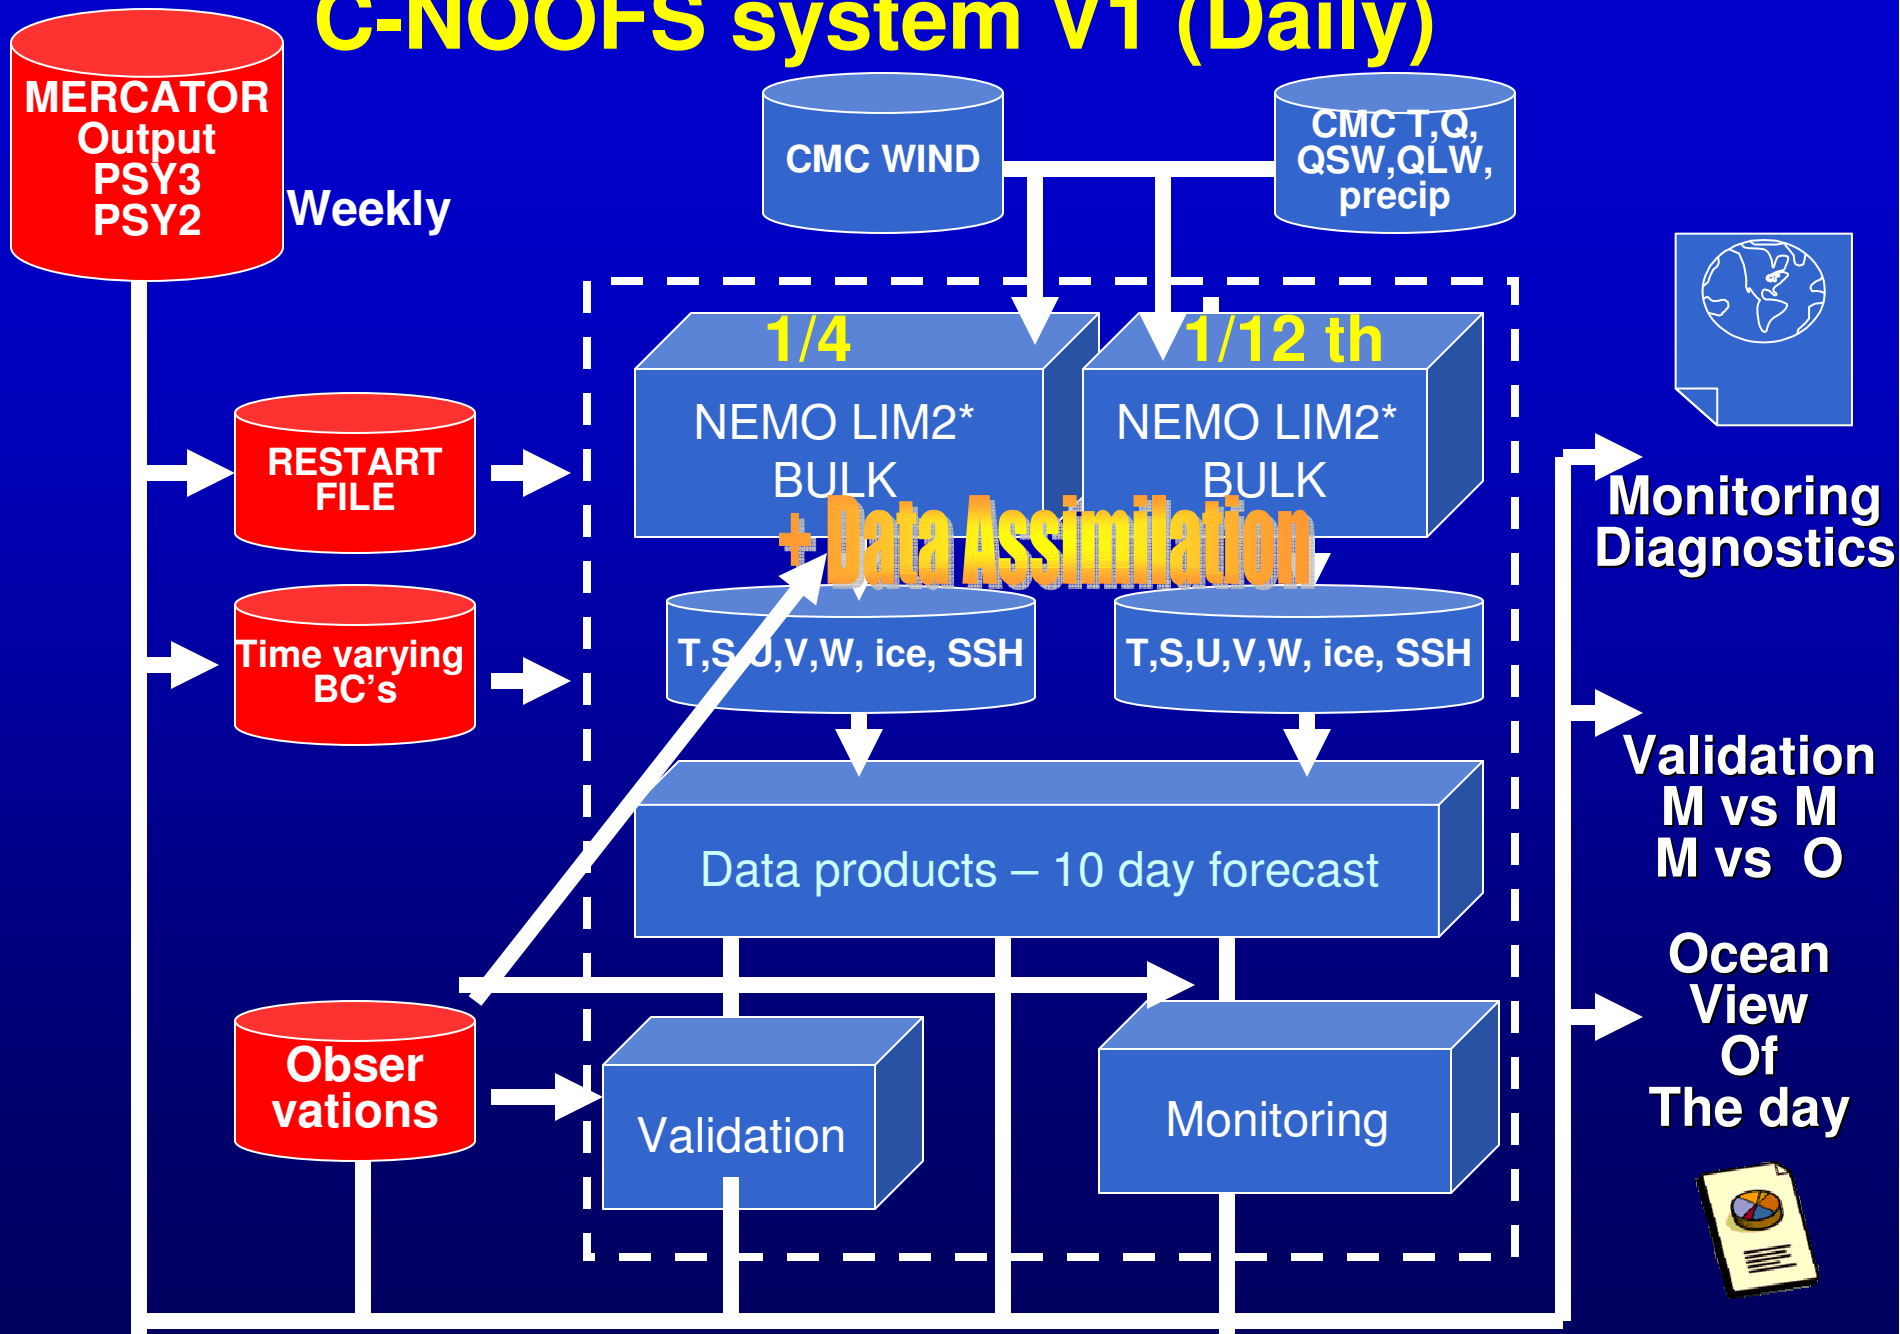 C-NOOFS system V1 (Daily)
MERCATOR
Output
PSY3
PSY2
Weekly
CMC WIND
CMC T,Q,
QSW,QLW,
precip
1/4
NEMO LIM2*
BULK
1/12 th
NEMO LIM2*
BULK
+ Data Assimilation
RESTART
FILE
Time varying
BC's
T,S,U,V,W, ice, SSH
T,S,U,V,W, ice, SSH
Data products – 10 day forecast
Obser
vations
Validation
Monitoring
Monitoring
Diagnostics
Validation
M vs M
M vs O
Ocean
View
Of
The day